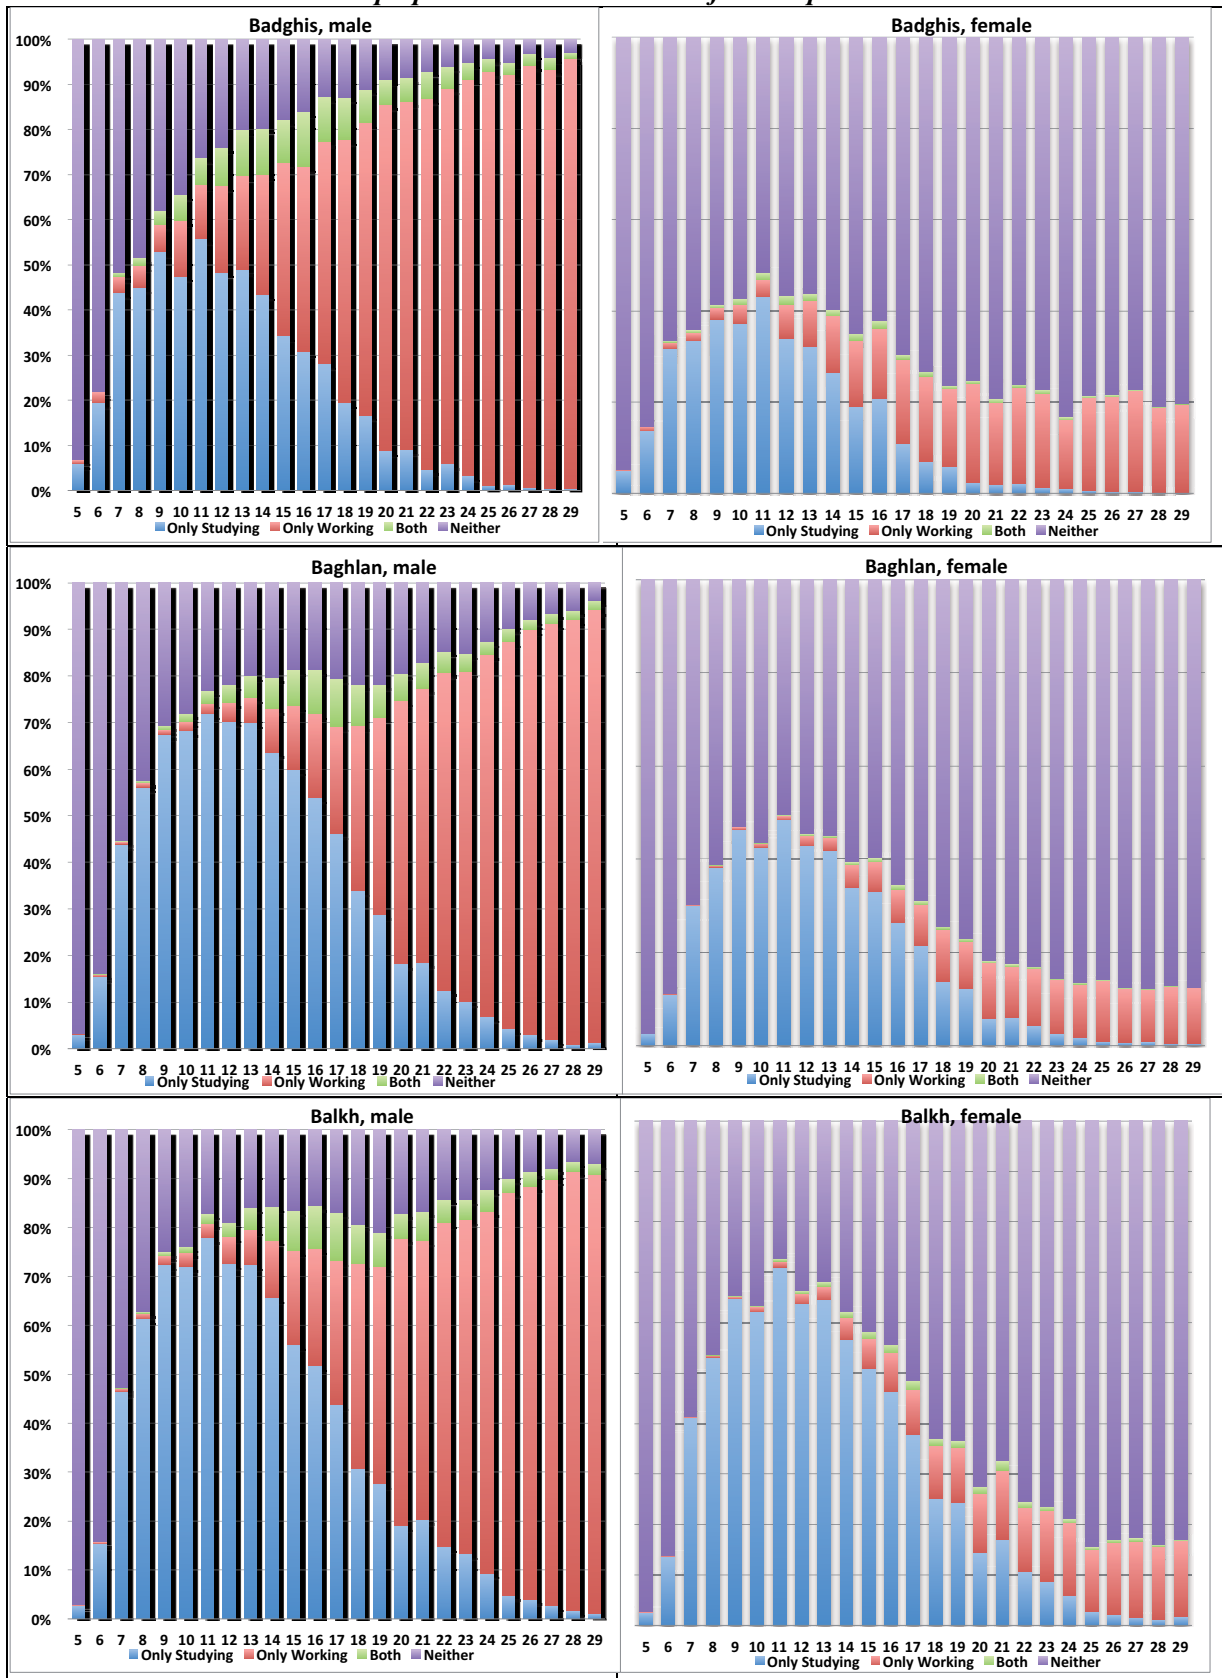 Badghis, male
100%
90%
80%
70%
60%
50%
40%
30%
20%
10%
0%
5 6 7 8 9 10 11 12 13 14 15 16 17 18 19 20 21 22 23 24 25 26 27 28 29
Only Studying Only Working Both Neither
Badghis, female
5 6 7 8 9 10 11 12 13 14 15 16 17 18 19 20 21 22 23 24 25 26 27 28 29
Only Studying Only Working Both Neither
Baghlan, male
100%
90%
80%
70%
60%
50%
40%
30%
20%
10%
0%
5 6 7 8 9 10 11 12 13 14 15 16 17 18 19 20 21 22 23 24 25 26 27 28 29
Only Studying Only Working Both Neither
Baghlan, female
5 6 7 8 9 10 11 12 13 14 15 16 17 18 19 20 21 22 23 24 25 26 27 28 29
Only Studying Only Working Both Neither
Balkh, male
100%
90%
80%
70%
60%
50%
40%
30%
20%
10%
0%
5 6 7 8 9 10 11 12 13 14 15 16 17 18 19 20 21 22 23 24 25 26 27 28 29
Only Studying Only Working Both Neither
Balkh, female
5 6 7 8 9 10 11 12 13 14 15 16 17 18 19 20 21 22 23 24 25 26 27 28 29
Only Studying Only Working Both Neither